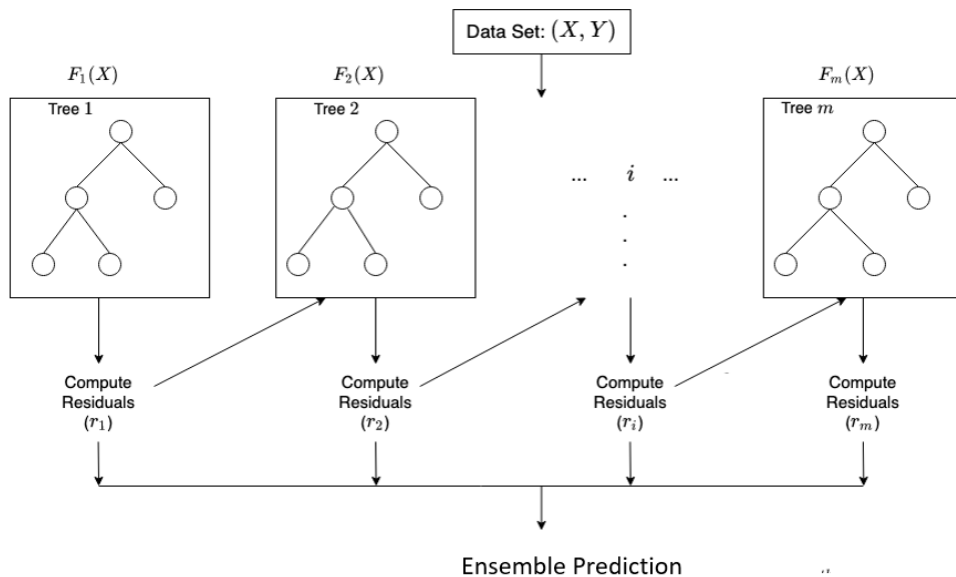 Data Set: (X, Y)
F₁(X)
F₂(X)
Fₘ(X)
Tree 1
Tree 2
Tree m
... i ...
.
.
.
Compute
Residuals
(r₁)
Compute
Residuals
(r₂)
Compute
Residuals
(rᵢ)
Compute
Residuals
(rₘ)
Ensemble Prediction